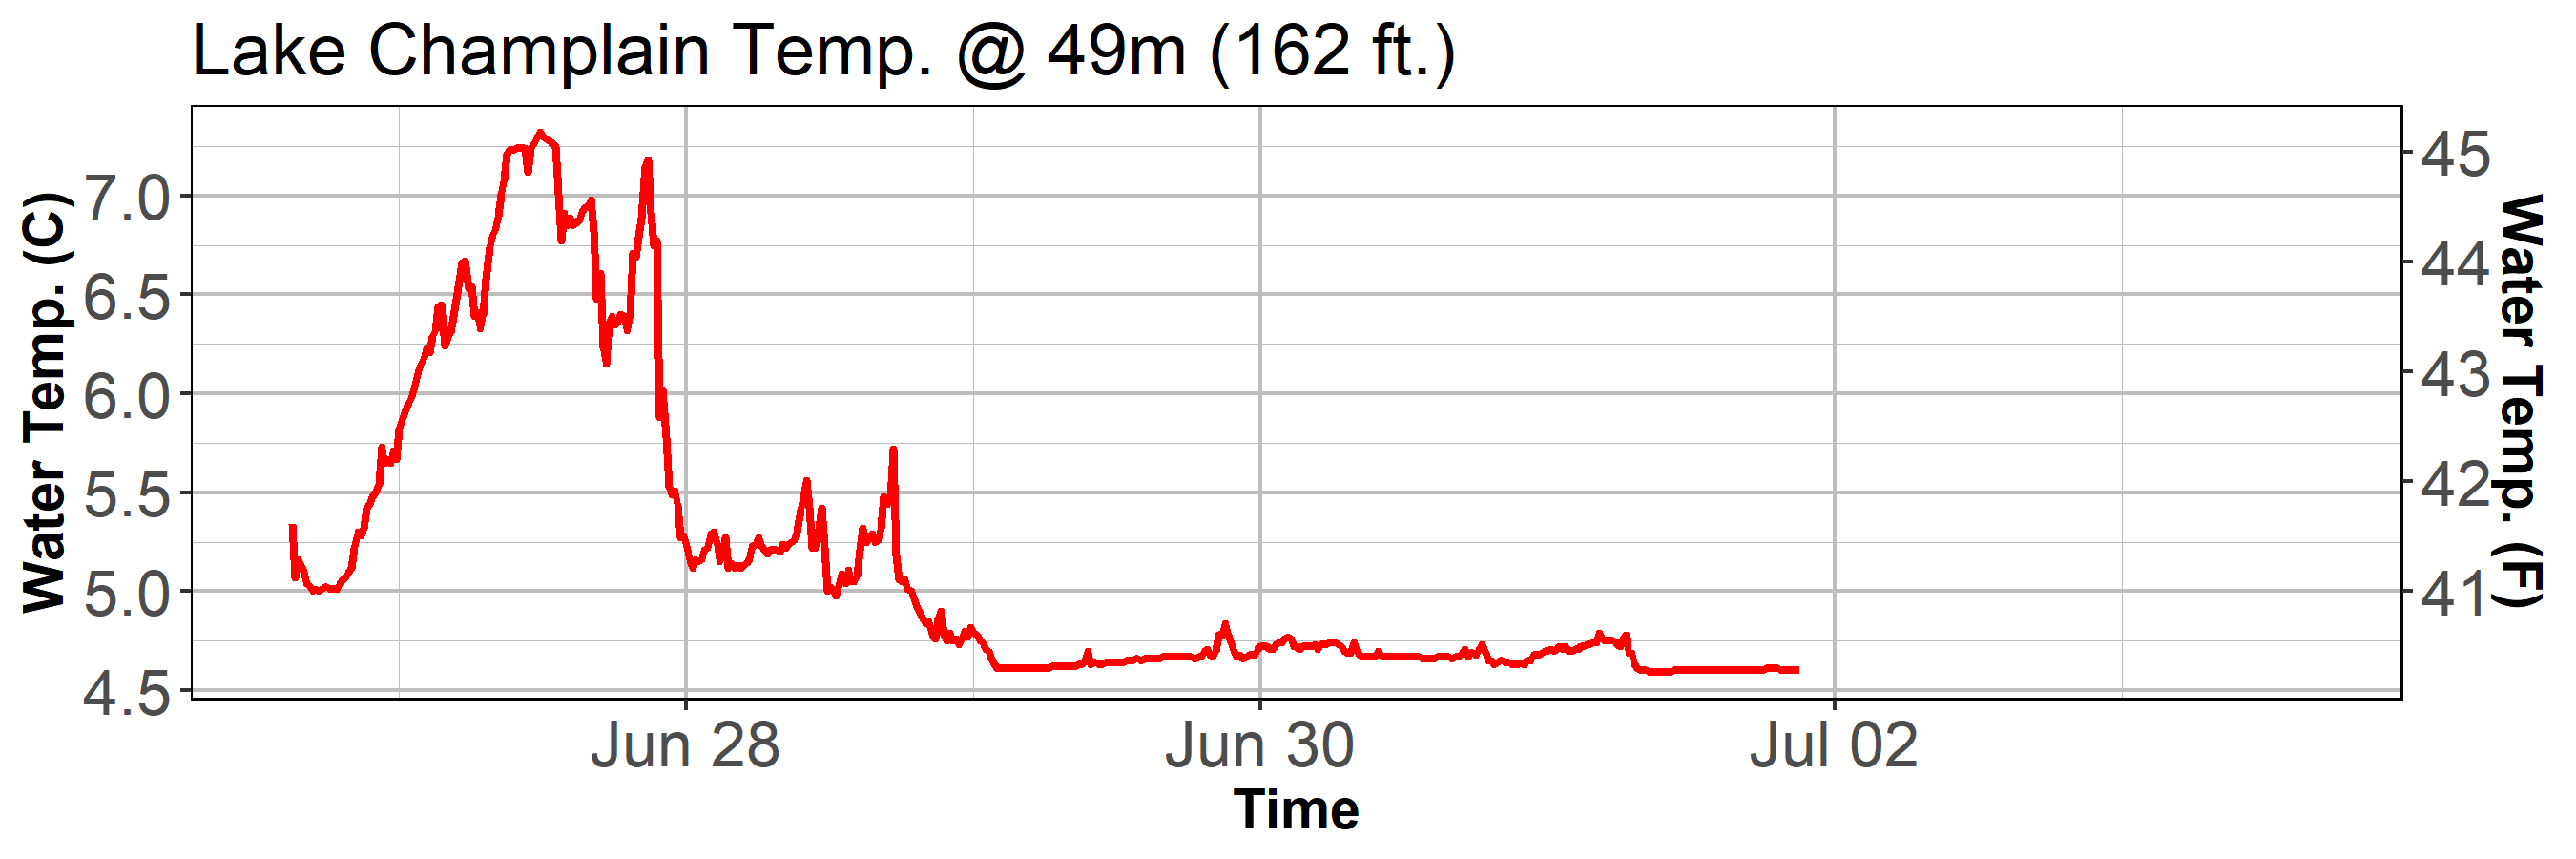 Lake Champlain Temp. @ 49m (162 ft.)
Water Temp. (C)
7.0
6.5
6.0
5.5
5.0
4.5
45
44
43
42
41
Water Temp. (F)
Jun 28
Jun 30
Jul 02
Time